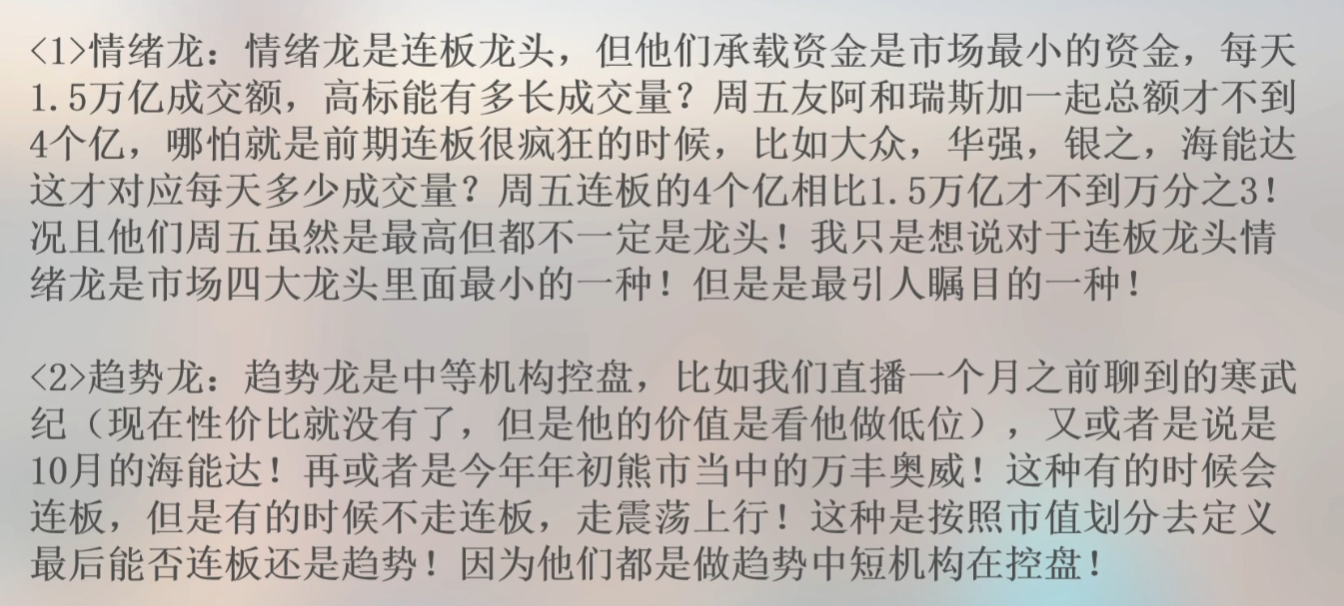 <1>情绪龙：情绪龙是连板龙头，但他们承载资金是市场最小的资金，每天
1.5万亿成交额，高标能有多长成交量？周五友阿和瑞斯加一起总额才不到
4个亿，哪怕就是前期连板很疯狂的时候，比如大众，华强，银之，海能达
这才对应每天多少成交量？周五连板的4个亿相比1.5万亿才不到万分之3！
况且他们周五虽然是最高但都不一定是龙头！我只是想说对于连板龙头情
绪龙是市场四大龙头里面最小的一种！但是是最引人瞩目的一种！
<2>趋势龙：趋势龙是中等机构控盘，比如我们直播一个月之前聊到的寒武
纪（现在性价比就没有了，但是他的价值是看他做低位），又或者是说是
10月的海能达！再或者是今年年初熊市当中的万丰奥威！这种有的时候会
连板，但是有的时候不走连板，走震荡上行！这种是按照市值划分去定义
最后能否连板还是趋势！因为他们都是做趋势中短机构在控盘！